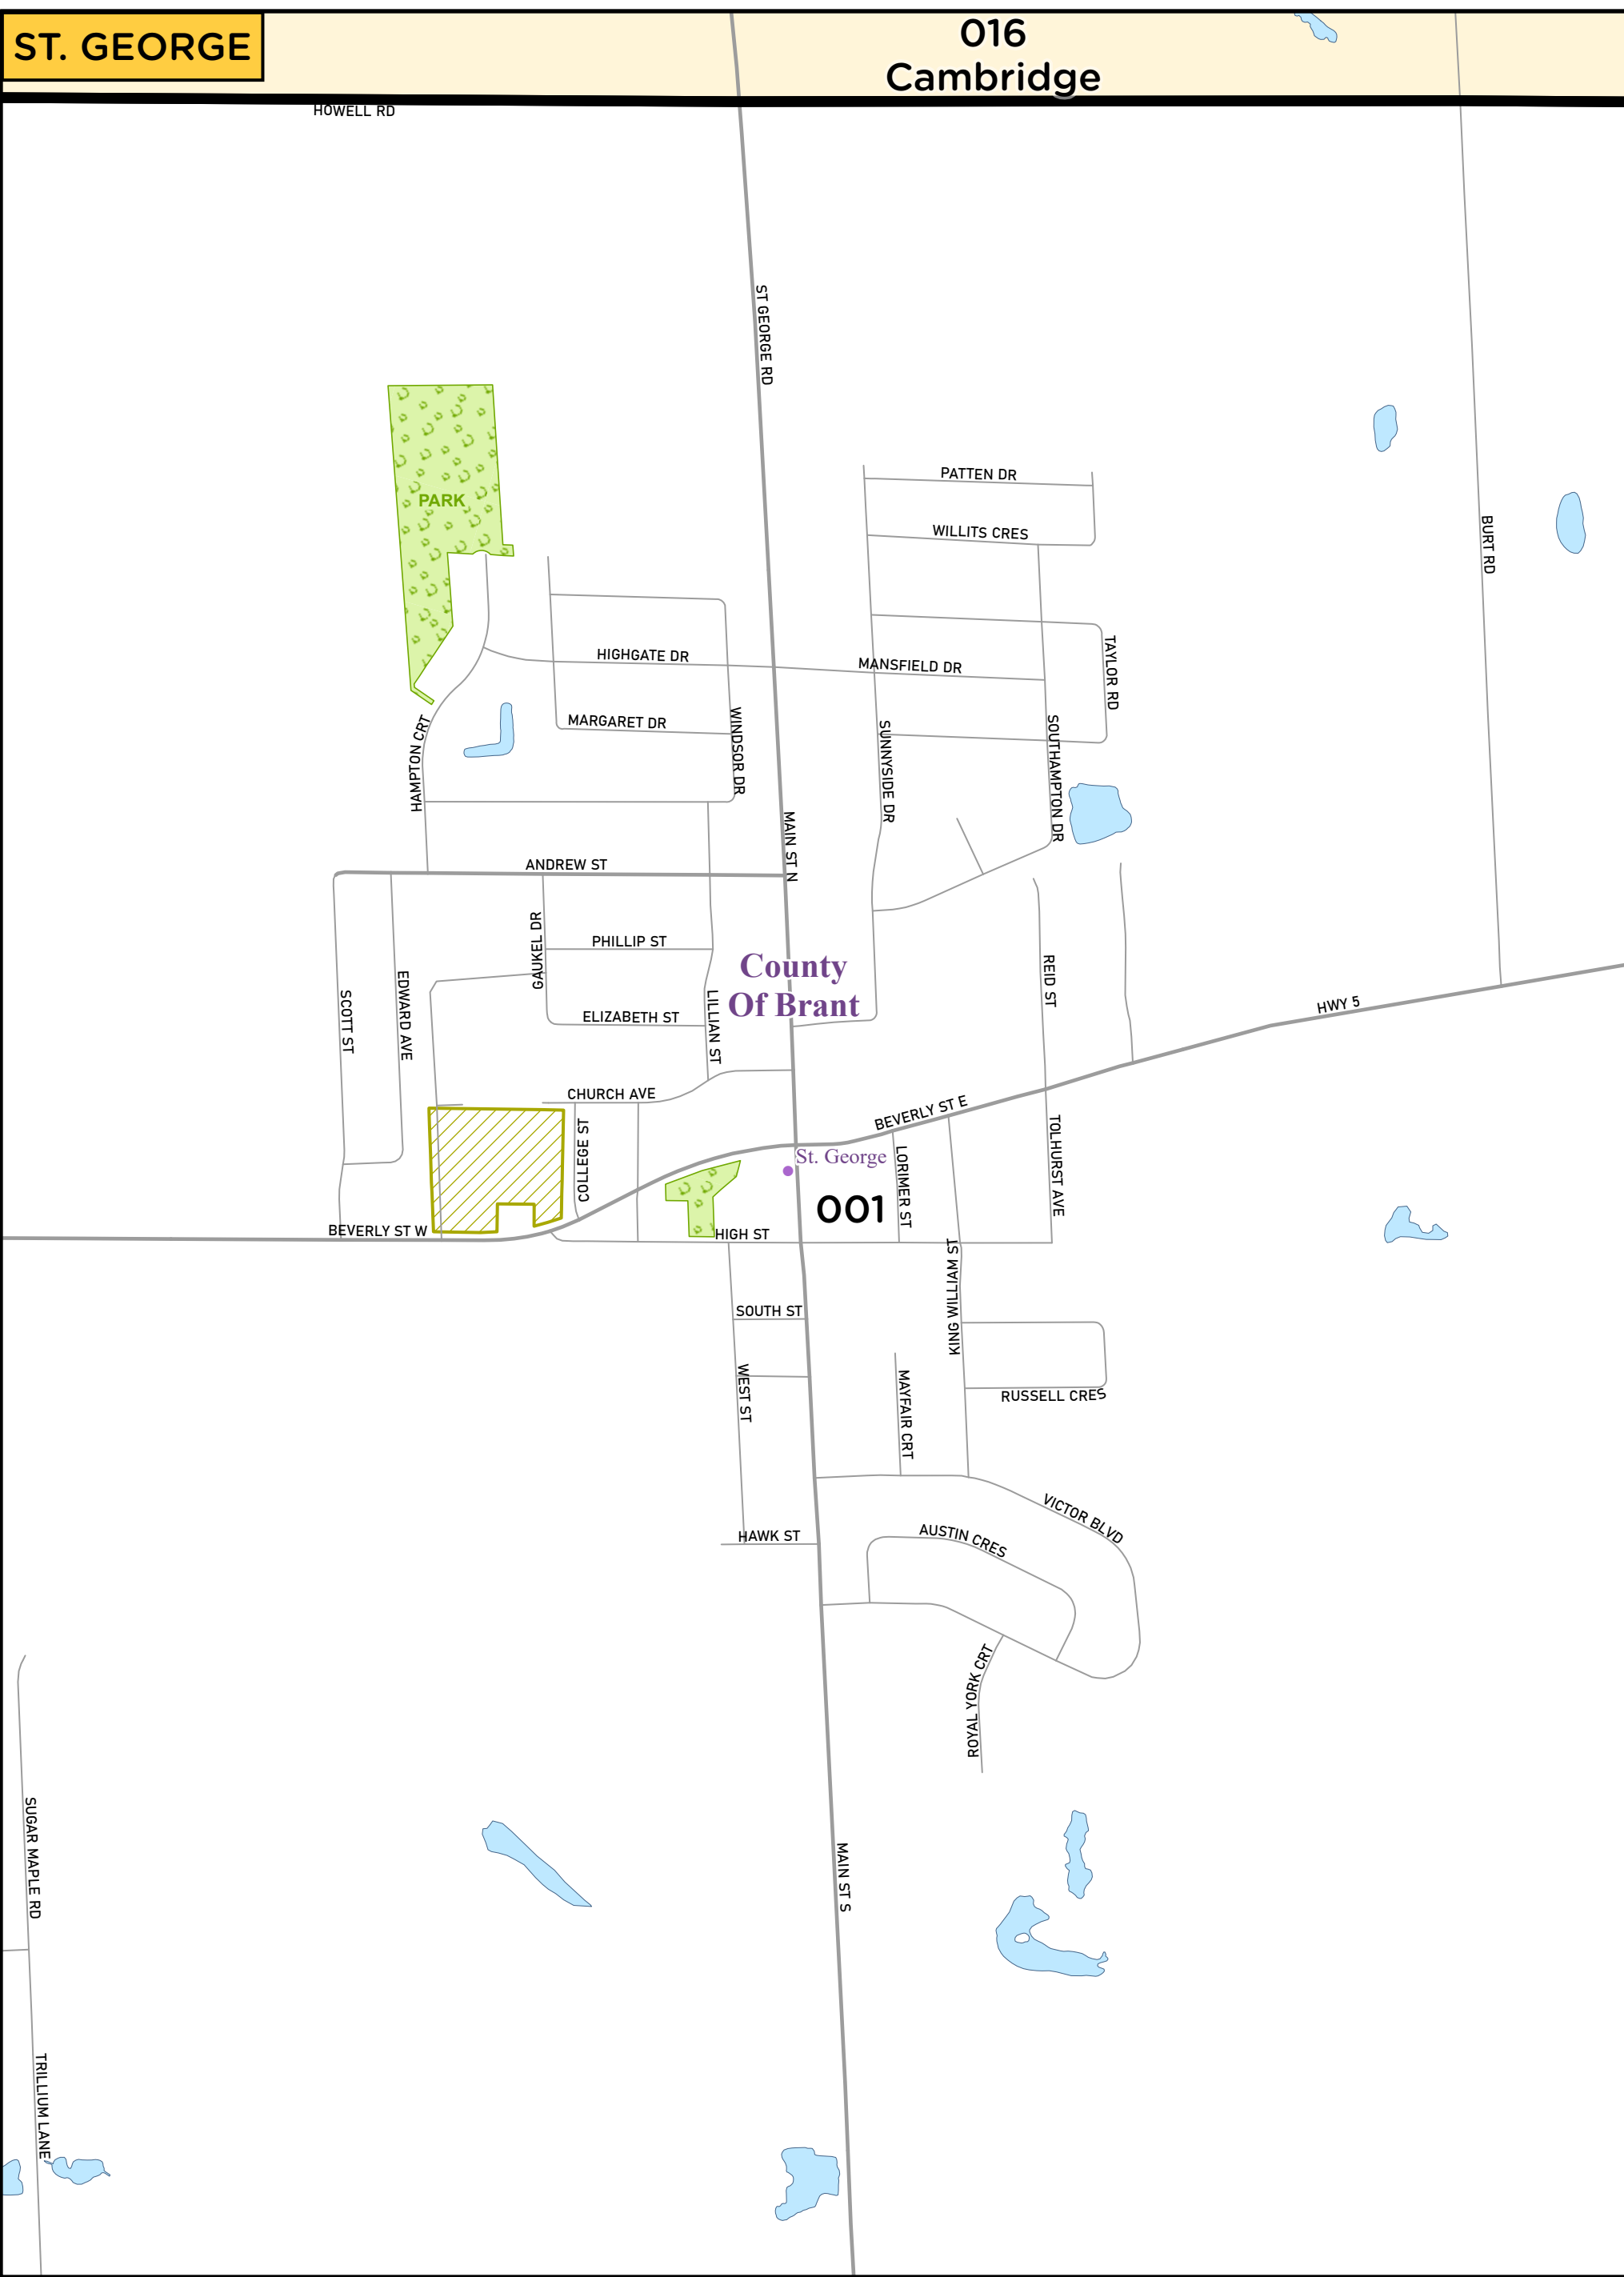 ST. GEORGE
016
Cambridge
HOWELL RD
ST GEORGE RD
PARK
PATTEN DR
WILLITS CRES
BURT RD
HIGHGATE DR
MANSFIELD DR
TAYLOR RD
MARGARET DR
WINDSOR DR
HAMPTON CRT
SUNNYSIDE DR
SOUTHAMPTON DR
MAIN ST N
ANDREW ST
GAUKEL DR
PHILLIP ST
County
Of Brant
SCOTT ST
EDWARD AVE
LILLIAN ST
REID ST
HWY 5
ELIZABETH ST
CHURCH AVE
BEVERLY ST E
COLLEGE ST
St. George
LORIMER ST
TOLHURST AVE
001
BEVERLY ST W
HIGH ST
KING WILLIAM ST
SOUTH ST
WEST ST
MAYFAIR CRT
RUSSELL CRES
VICTOR BLVD
HAWK ST
AUSTIN CRES
ROYAL YORK CRT
SUGAR MAPLE RD
MAIN ST S
TRILLIUM LANE